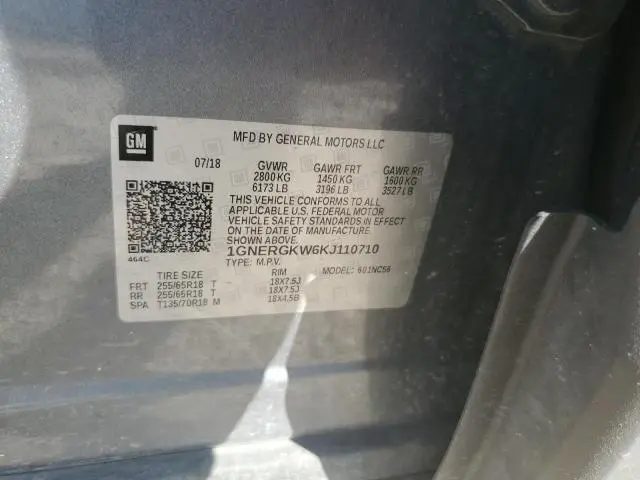 GM
MFD BY GENERAL MOTORS LLC
07/18 GVWR GAWR FRT GAWR RR
2800 KG 1450 KG 1600 KG
6173 LB 3196 LB 3527 LB
THIS VEHICLE CONFORMS TO ALL
APPLICABLE U.S. FEDERAL MOTOR
VEHICLE SAFETY STANDARDS IN EFFECT
ON THE DATE OF MANUFACTURE
SHOWN ABOVE.
1GNERGKW6KJ110710
464C
TYPE: M.P.V. MODEL: 601NC56
TIRE SIZE RIM
FRT 255/65R18 T 18X7.5J
RR 255/65R18 T 18X7.5J
SPA T135/70R18 M 18X4.5B